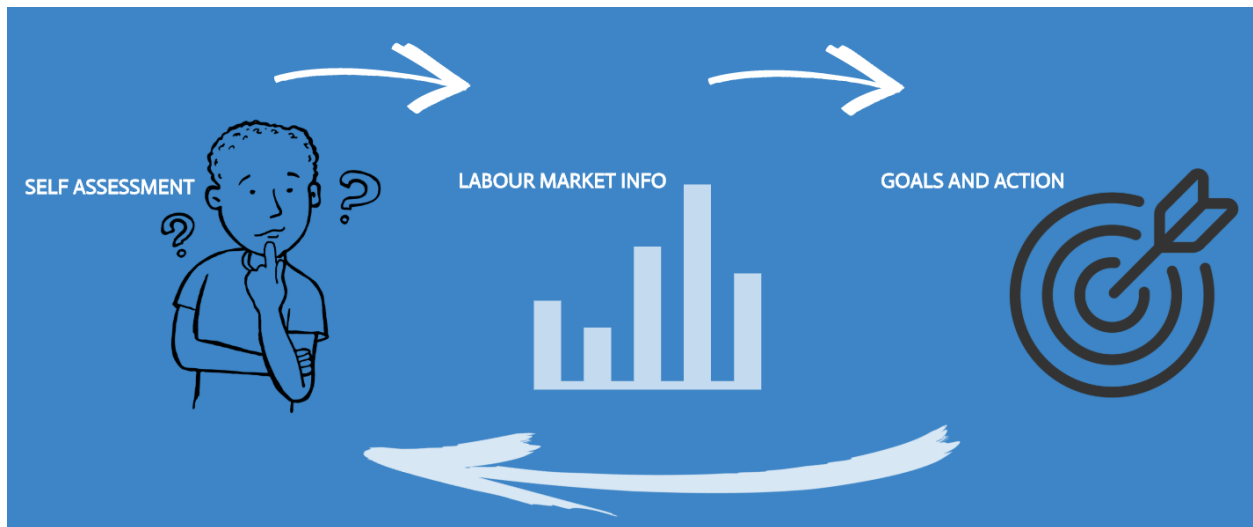 SELF ASSESSMENT
LABOUR MARKET INFO
GOALS AND ACTION
? ?